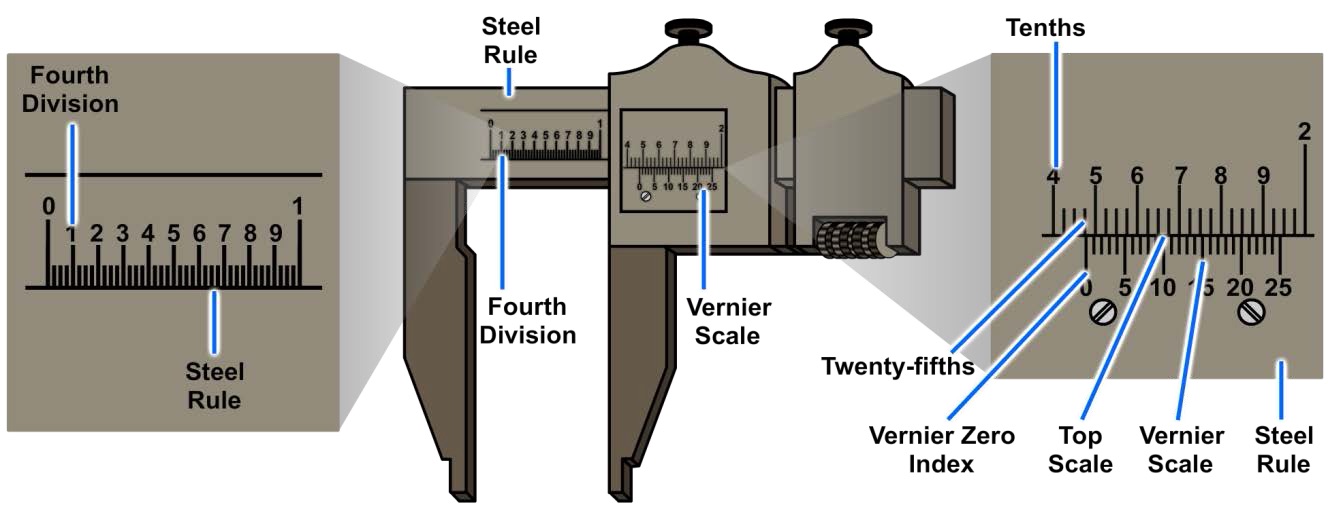 Fourth
Division
0 1 2 3 4 5 6 7 8 9 1
Steel
Rule
Steel
Rule
0 1 2 3 4 5 6 7 8 9 1
Fourth
Division
4 5 6 7 8 9 2
0 5 10 15 20 25
Vernier
Scale
Tenths
4 5 6 7 8 9 2
0 5 10 15 20 25
Twenty-fifths
Vernier Zero
Index
Top
Scale
Vernier
Scale
Steel
Rule